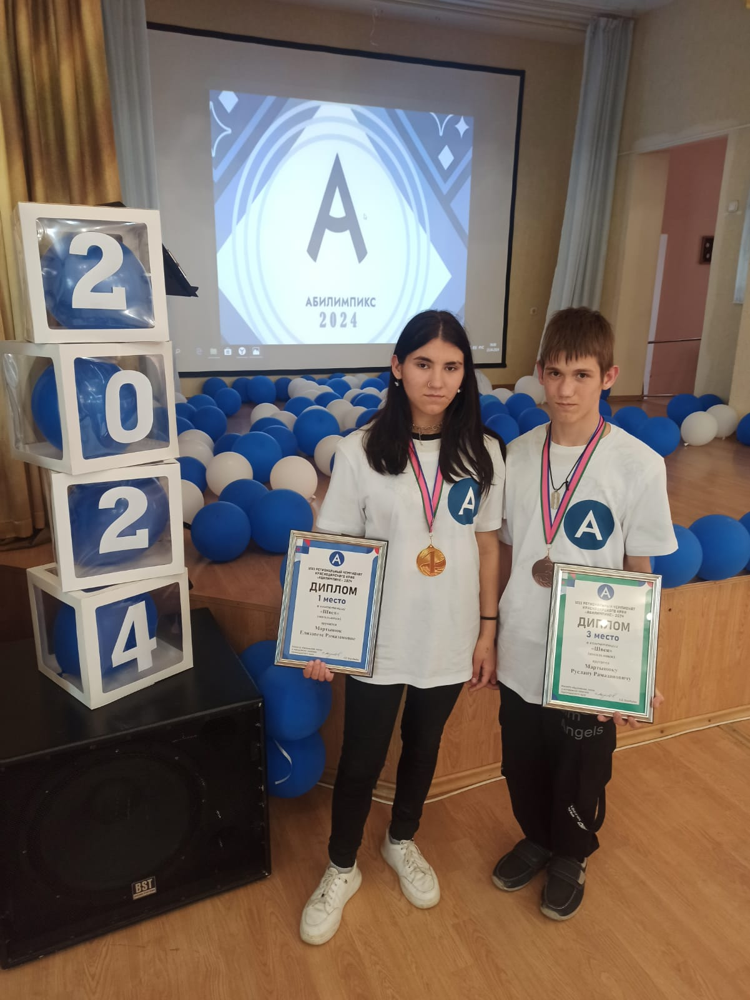 А
АБИЛИМПИКС
2024
РУС
2
0
2
4
А
А
А
VIII РЕГИОНАЛЬНЫЙ ЧЕМПИОНАТ
КРАСНОДАРСКОГО КРАЯ
«АБИЛИМПИКС» 2024
ДИПЛОМ
1 место
в компетенции
«Швея»
(школьники)
вручается
Мартынюк
Елизавете Рамазановне
А
VIII РЕГИОНАЛЬНЫЙ ЧЕМПИОНАТ
КРАСНОДАРСКОГО КРАЯ
«АБИЛИМПИКС» 2024
ДИПЛОМ
3 место
в компетенции
«Швея»
(школьники)
вручается
Мартынюку
Руслану Рамазановичу
Angels
BST